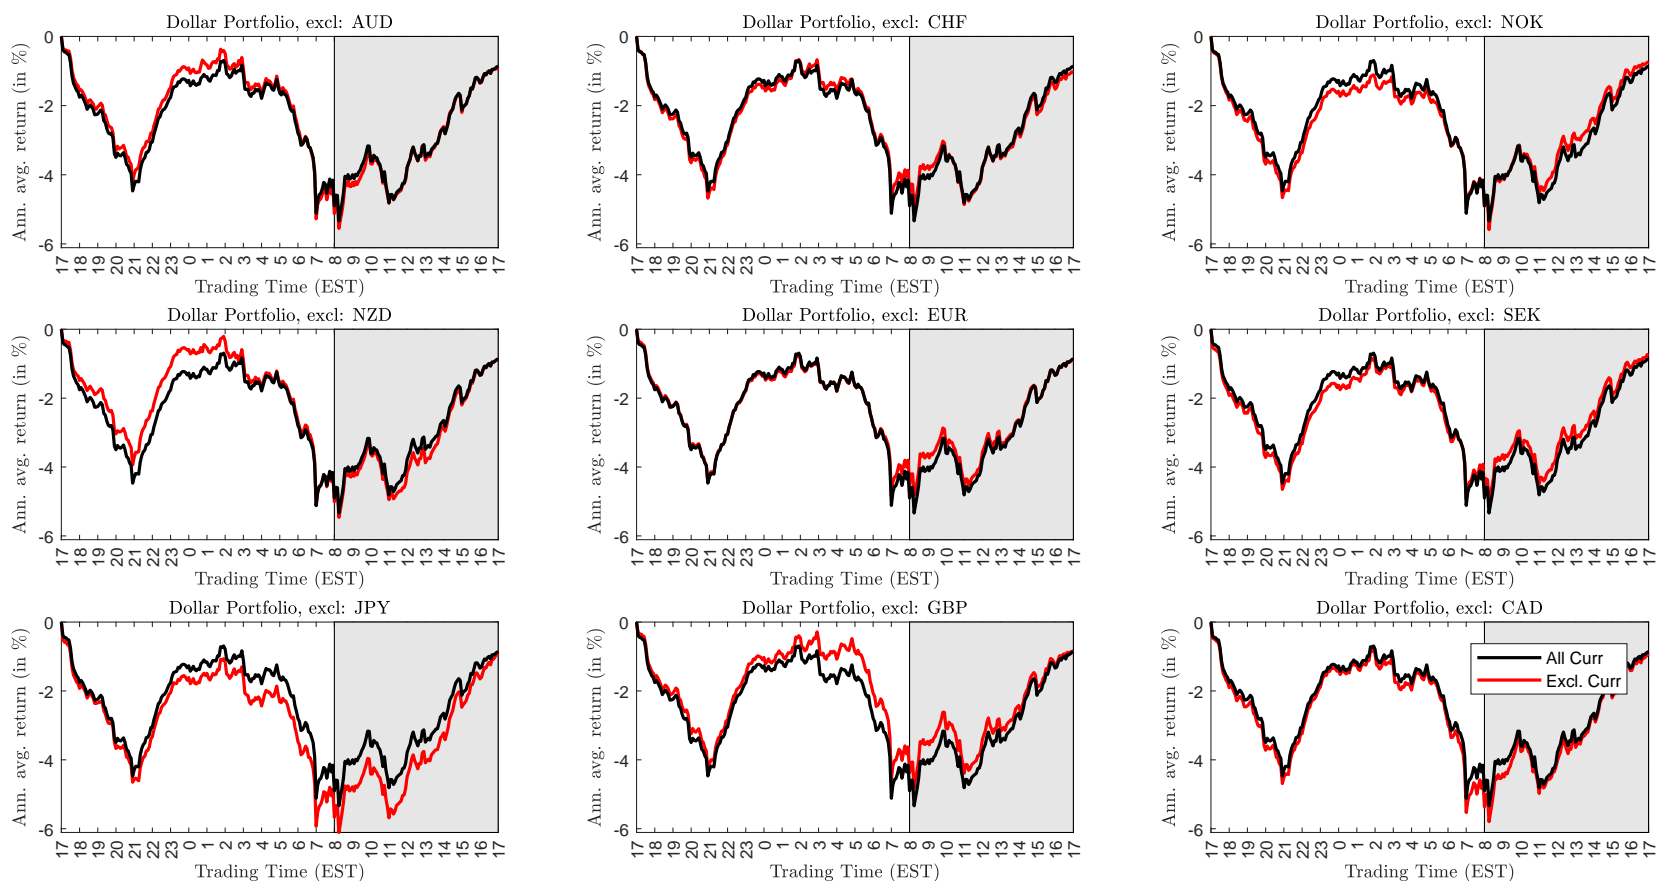 Dollar Portfolio, excl: AUD
Ann. avg. return (in %)
0
-2
-4
-6
17 18 19 20 21 22 23 0 1 2 3 4 5 6 7 8 9 10 11 12 13 14 15 16 17
Trading Time (EST)
Dollar Portfolio, excl: CHF
Ann. avg. return (in %)
0
-2
-4
-6
17 18 19 20 21 22 23 0 1 2 3 4 5 6 7 8 9 10 11 12 13 14 15 16 17
Trading Time (EST)
Dollar Portfolio, excl: NOK
Ann. avg. return (in %)
0
-2
-4
-6
17 18 19 20 21 22 23 0 1 2 3 4 5 6 7 8 9 10 11 12 13 14 15 16 17
Trading Time (EST)
Dollar Portfolio, excl: NZD
Ann. avg. return (in %)
0
-2
-4
-6
17 18 19 20 21 22 23 0 1 2 3 4 5 6 7 8 9 10 11 12 13 14 15 16 17
Trading Time (EST)
Dollar Portfolio, excl: EUR
Ann. avg. return (in %)
0
-2
-4
-6
17 18 19 20 21 22 23 0 1 2 3 4 5 6 7 8 9 10 11 12 13 14 15 16 17
Trading Time (EST)
Dollar Portfolio, excl: SEK
Ann. avg. return (in %)
0
-2
-4
-6
17 18 19 20 21 22 23 0 1 2 3 4 5 6 7 8 9 10 11 12 13 14 15 16 17
Trading Time (EST)
Dollar Portfolio, excl: JPY
Ann. avg. return (in %)
0
-2
-4
-6
17 18 19 20 21 22 23 0 1 2 3 4 5 6 7 8 9 10 11 12 13 14 15 16 17
Trading Time (EST)
Dollar Portfolio, excl: GBP
Ann. avg. return (in %)
0
-2
-4
-6
17 18 19 20 21 22 23 0 1 2 3 4 5 6 7 8 9 10 11 12 13 14 15 16 17
Trading Time (EST)
Dollar Portfolio, excl: CAD
Ann. avg. return (in %)
0
-2
-4
-6
All Curr
Excl. Curr
17 18 19 20 21 22 23 0 1 2 3 4 5 6 7 8 9 10 11 12 13 14 15 16 17
Trading Time (EST)